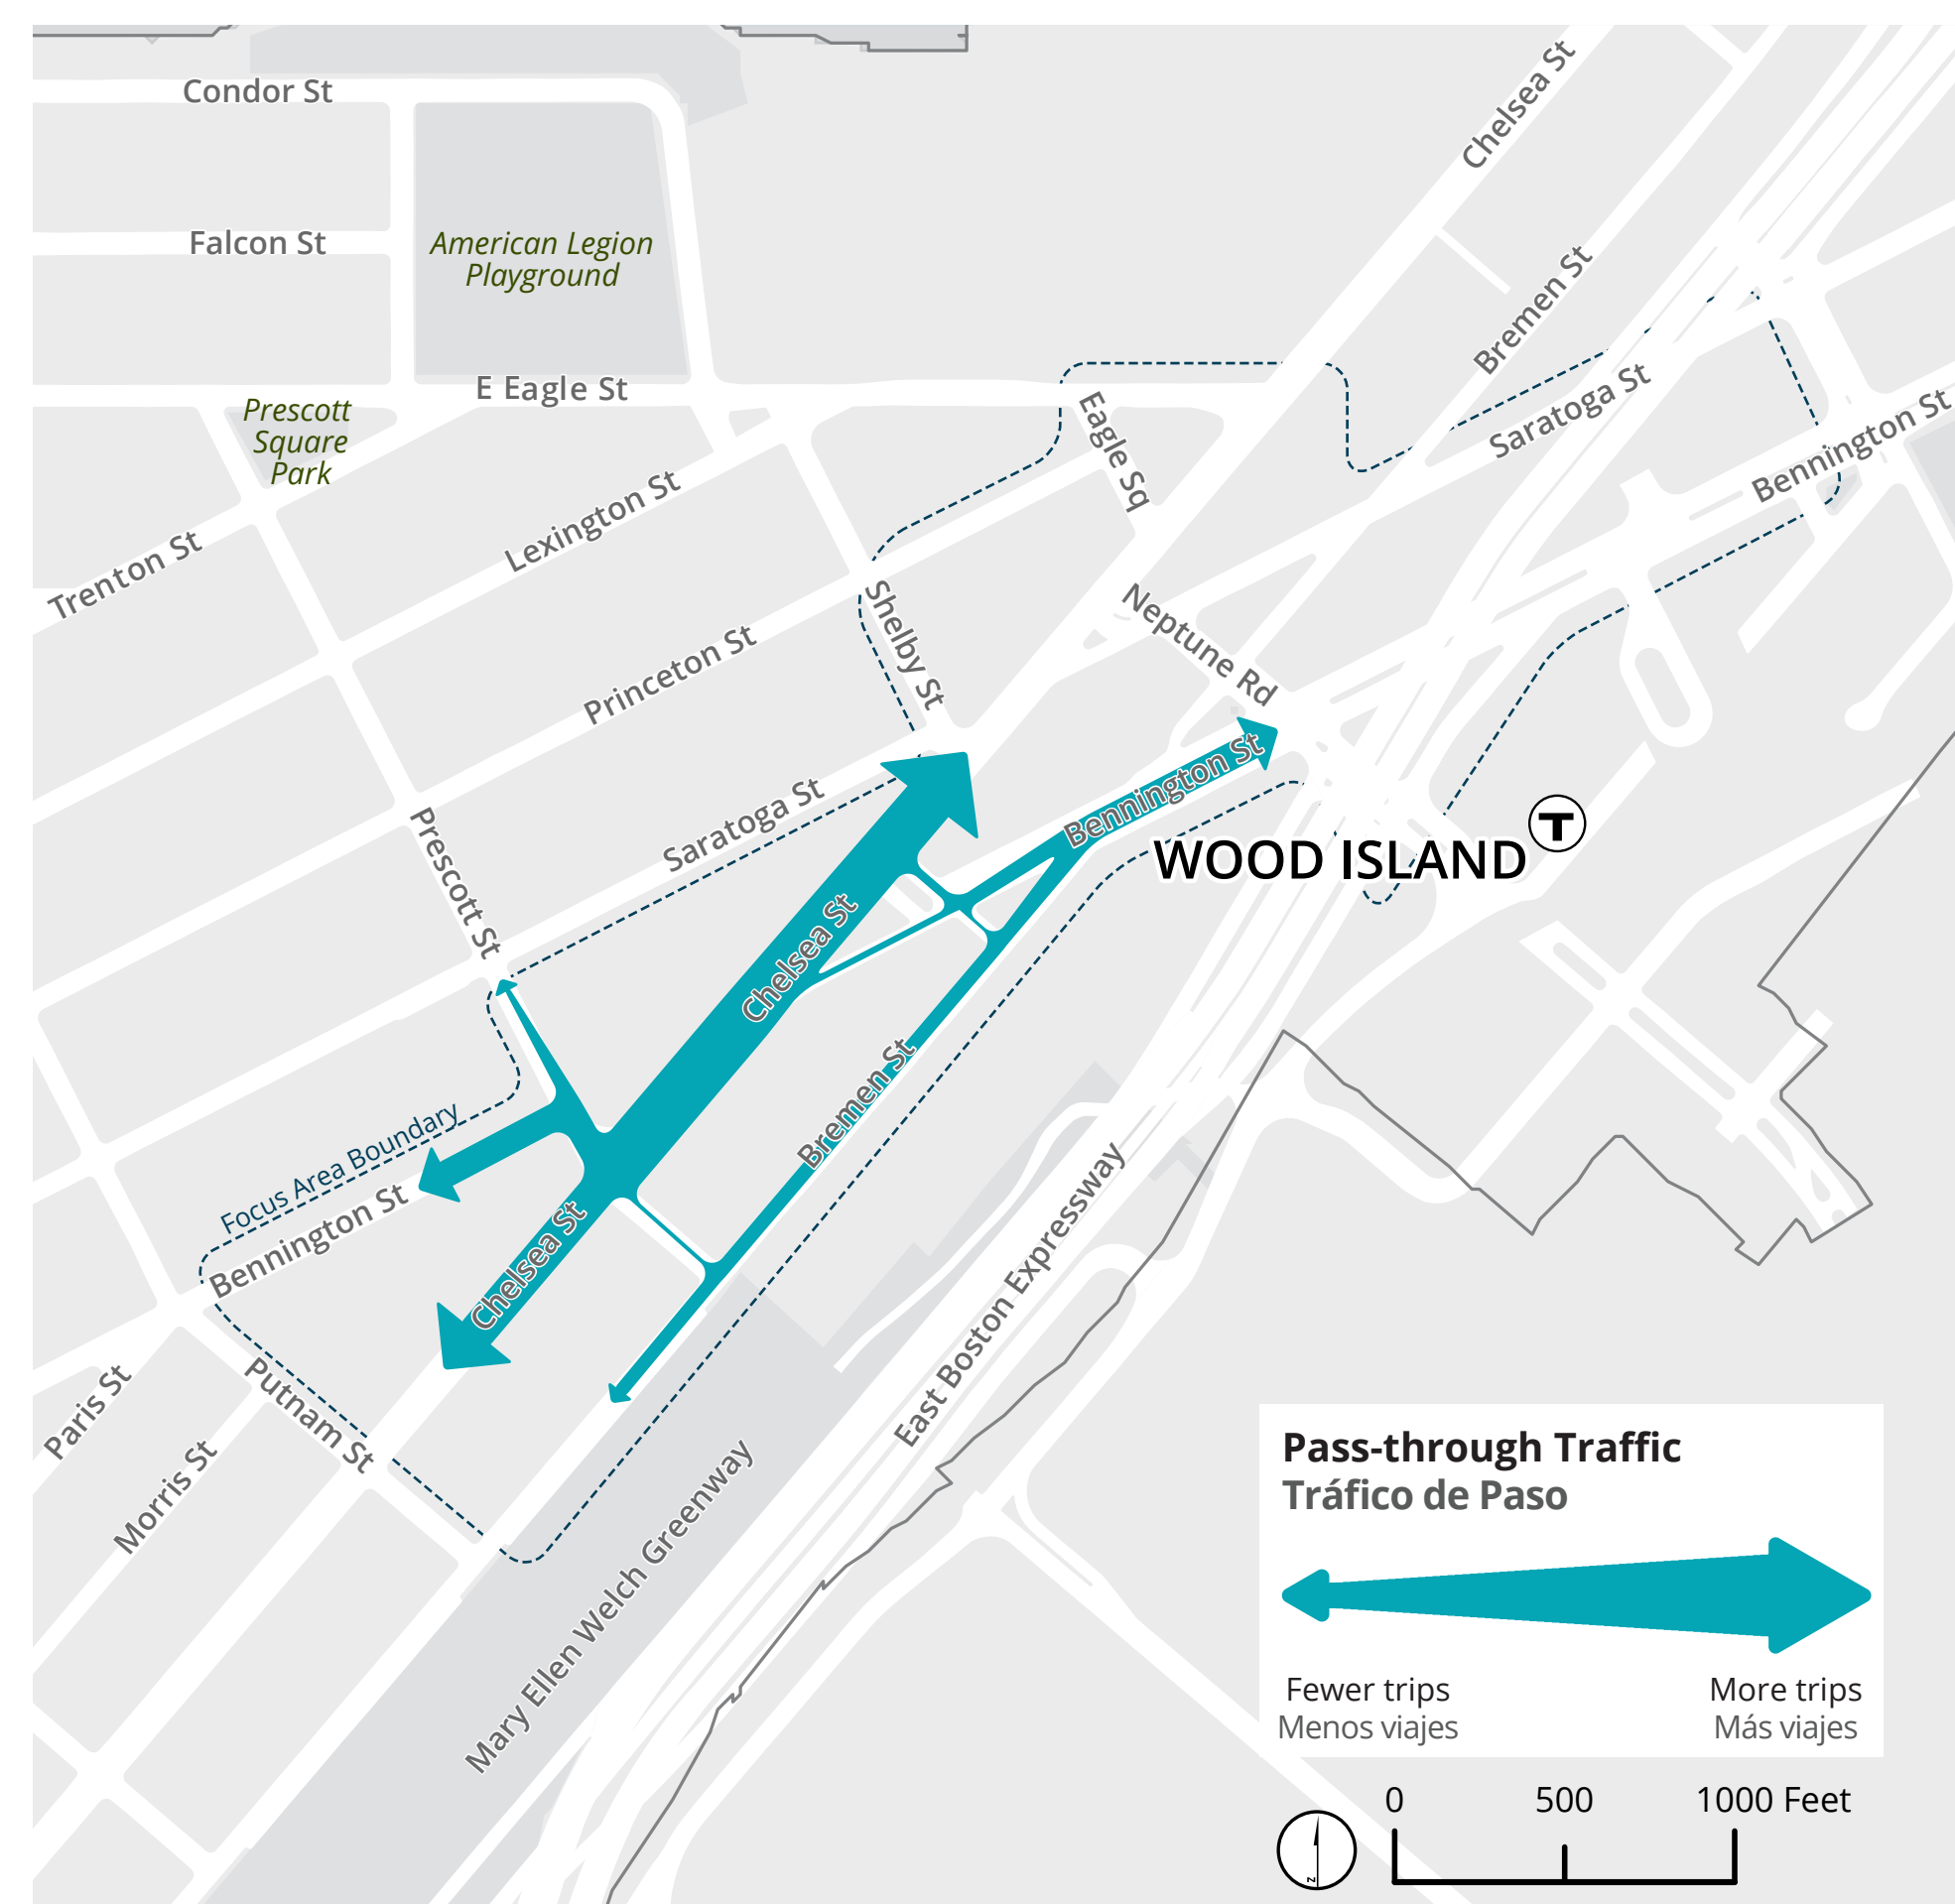 Condor St
Chelsea St
Falcon St
American Legion
Playground
Bremen St
E Eagle St
Prescott
Square
Park
Eagle Sq
Saratoga St
Bennington St
Lexington St
Trenton St
Neptune Rd
Shelby St
Princeton St
Bennington St
Saratoga St
Prescott St
WOOD ISLAND
T
Chelsea St
Bremen St
Focus Area Boundary
Bennington St
Chelsea St
East Boston Expressway
Paris St
Putnam St
Morris St
Mary Ellen Welch Greenway
Pass-through Traffic
Tráfico de Paso
Fewer trips
Menos viajes
More trips
Más viajes
0 500 1000 Feet
z